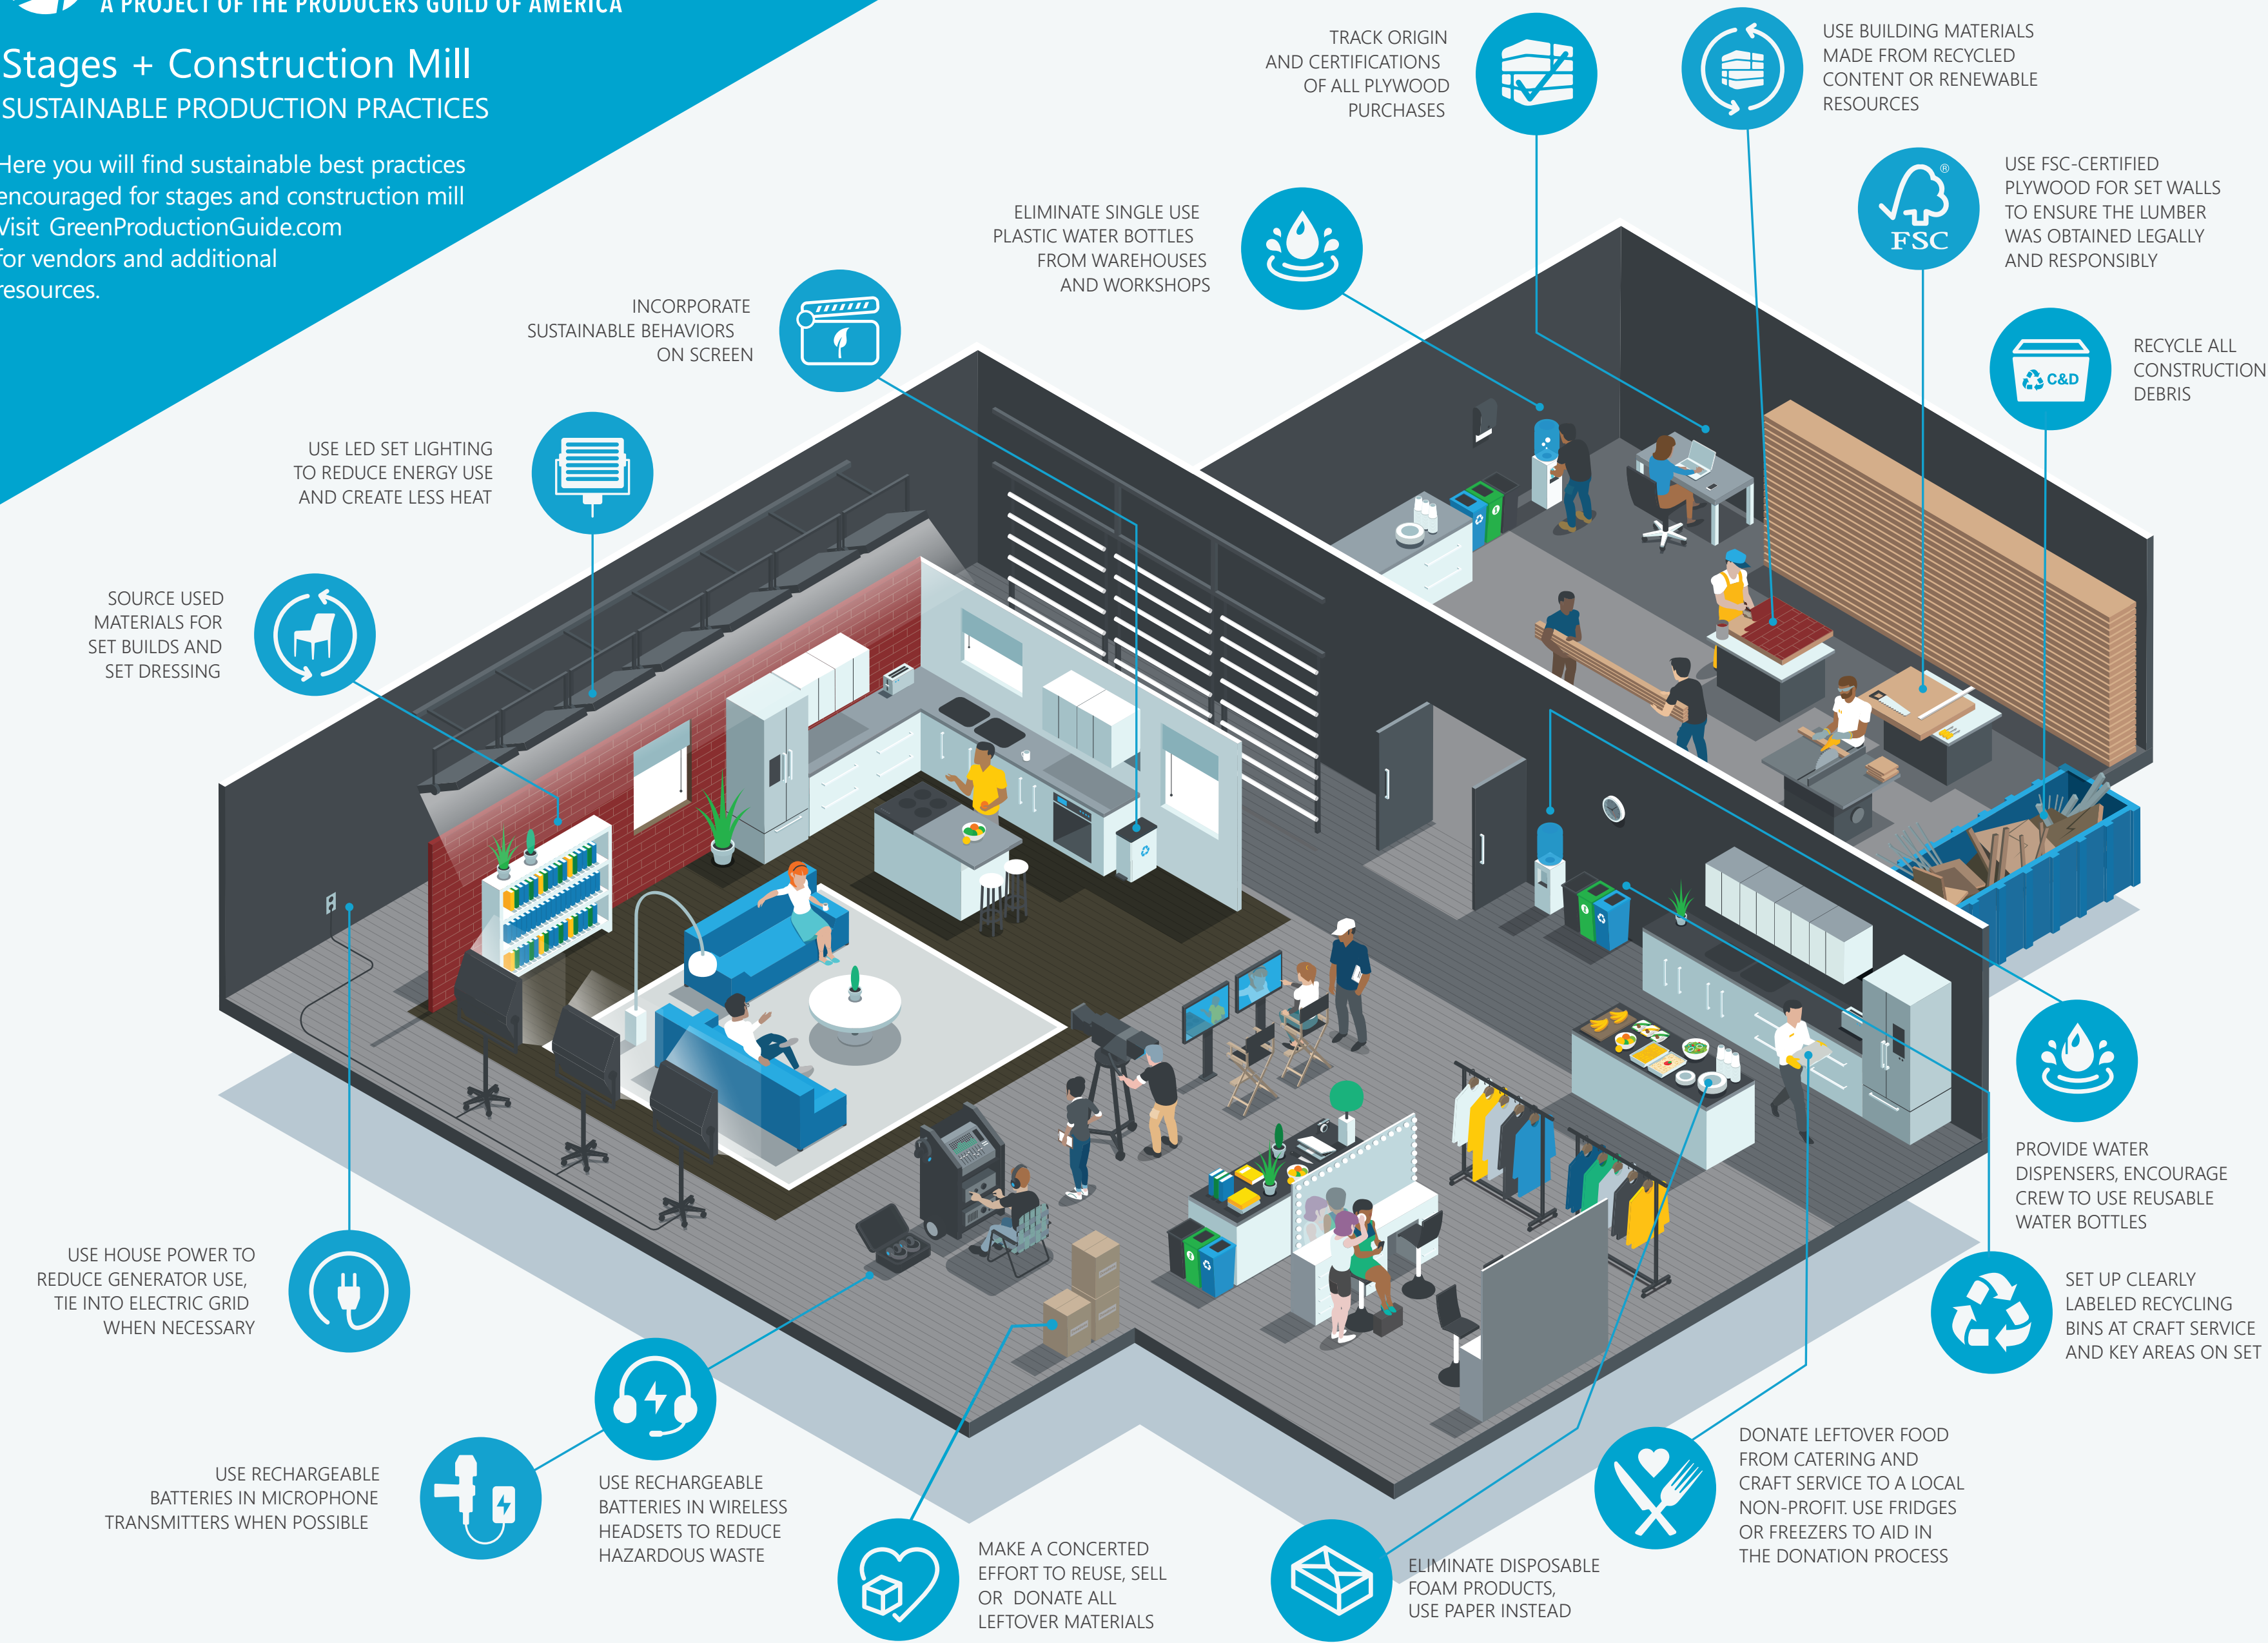 A PROJECT OF THE PRODUCERS GUILD OF AMERICA
Stages + Construction Mill
SUSTAINABLE PRODUCTION PRACTICES
Here you will find sustainable best practices
encouraged for stages and construction mill
Visit GreenProductionGuide.com
for vendors and additional
resources.
TRACK ORIGIN
AND CERTIFICATIONS
OF ALL PLYWOOD
PURCHASES
USE BUILDING MATERIALS
MADE FROM RECYCLED
CONTENT OR RENEWABLE
RESOURCES
USE FSC-CERTIFIED
PLYWOOD FOR SET WALLS
TO ENSURE THE LUMBER
WAS OBTAINED LEGALLY
AND RESPONSIBLY
®
FSC
ELIMINATE SINGLE USE
PLASTIC WATER BOTTLES
FROM WAREHOUSES
AND WORKSHOPS
INCORPORATE
SUSTAINABLE BEHAVIORS
ON SCREEN
RECYCLE ALL
CONSTRUCTION
DEBRIS
C&D
USE LED SET LIGHTING
TO REDUCE ENERGY USE
AND CREATE LESS HEAT
SOURCE USED
MATERIALS FOR
SET BUILDS AND
SET DRESSING
PROVIDE WATER
DISPENSERS, ENCOURAGE
CREW TO USE REUSABLE
WATER BOTTLES
USE HOUSE POWER TO
REDUCE GENERATOR USE,
TIE INTO ELECTRIC GRID
WHEN NECESSARY
SET UP CLEARLY
LABELED RECYCLING
BINS AT CRAFT SERVICE
AND KEY AREAS ON SET
USE RECHARGEABLE
BATTERIES IN MICROPHONE
TRANSMITTERS WHEN POSSIBLE
USE RECHARGEABLE
BATTERIES IN WIRELESS
HEADSETS TO REDUCE
HAZARDOUS WASTE
MAKE A CONCERTED
EFFORT TO REUSE, SELL
OR DONATE ALL
LEFTOVER MATERIALS
ELIMINATE DISPOSABLE
FOAM PRODUCTS,
USE PAPER INSTEAD
DONATE LEFTOVER FOOD
FROM CATERING AND
CRAFT SERVICE TO A LOCAL
NON-PROFIT. USE FRIDGES
OR FREEZERS TO AID IN
THE DONATION PROCESS